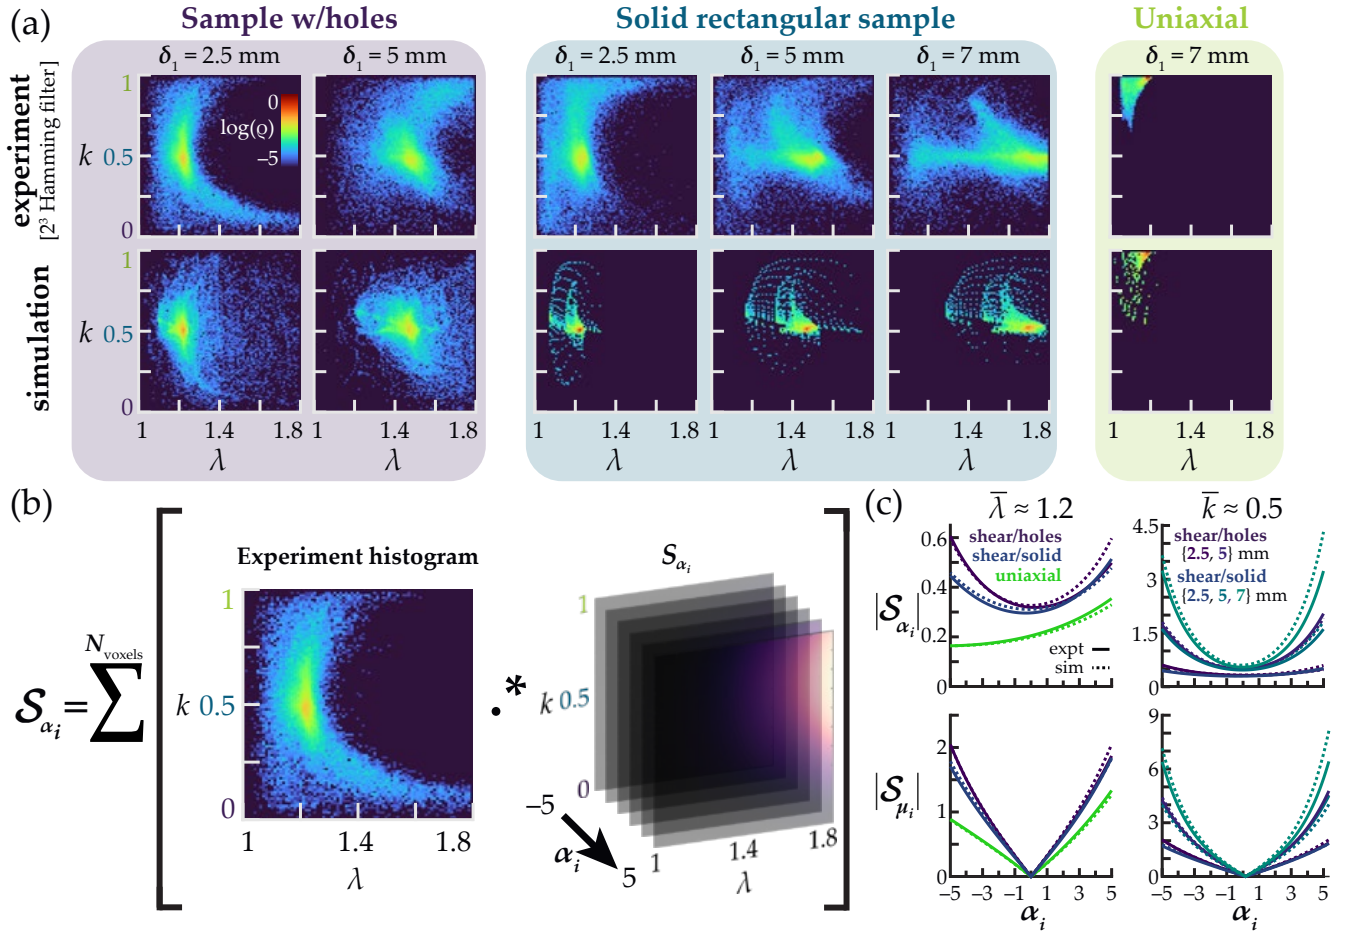 (a)
Sample w/holes
Solid rectangular sample
Uniaxial
δ₁ = 2.5 mm
δ₁ = 5 mm
δ₁ = 2.5 mm
δ₁ = 5 mm
δ₁ = 7 mm
δ₁ = 7 mm
experiment
[2³ Hamming filter]
1
k 0.5
0
0
log(ϱ)
−5
simulation
1
k 0.5
0
1 1.4 1.8
λ
1 1.4 1.8
λ
1 1.4 1.8
λ
1 1.4 1.8
λ
1 1.4 1.8
λ
1 1.4 1.8
λ
(b)
𝒮αᵢ = ∑
Nvoxels
Experiment histogram
1
k 0.5
0
1 1.4 1.8
λ
.*
Sαᵢ
1
k 0.5
0
−5
αᵢ
5
1 1.4 1.8
λ
(c)
λ̄ ≈ 1.2
k̄ ≈ 0.5
|𝒮αᵢ|
0.6
0.4
0.2
0
shear/holes
shear/solid
uniaxial
expt
sim
4.5
3
1.5
0
shear/holes
{2.5, 5} mm
shear/solid
{2.5, 5, 7} mm
|𝒮μᵢ|
2
1
0
−5 −3 −1 1 3 5
αᵢ
9
6
4
2
0
−5 −3 −1 1 3 5
αᵢ